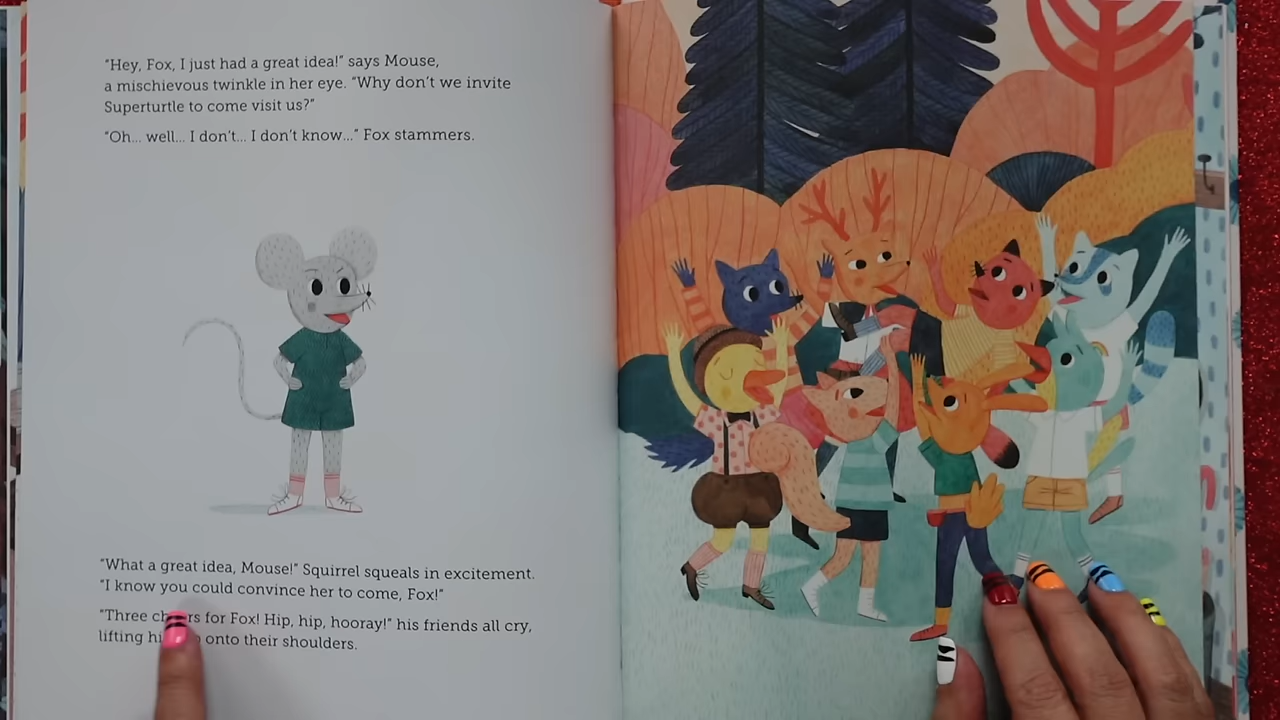 “Hey, Fox, I just had a great idea!” says Mouse,
a mischievous twinkle in her eye. “Why don’t we invite
Superturtle to come visit us?”
“Oh... well... I don’t... I don’t know...” Fox stammers.
“What a great idea, Mouse!” Squirrel squeals in excitement.
“I know you could convince her to come, Fox!”
“Three cheers for Fox! Hip, hip, hooray!” his friends all cry,
lifting onto their shoulders.